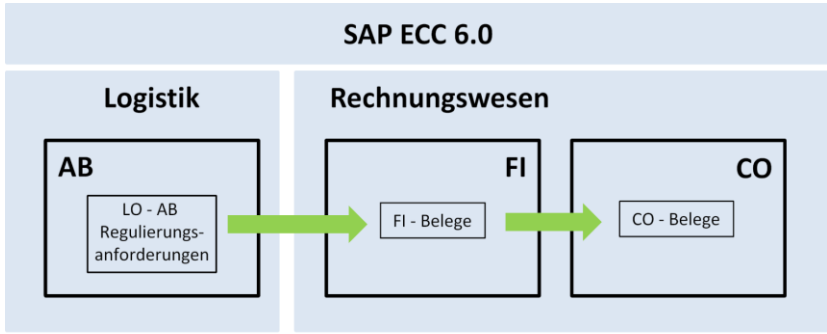 SAP ECC 6.0
Logistik
Rechnungswesen
AB
LO - AB
Regulierungs-
anforderungen
FI
FI - Belege
CO
CO - Belege